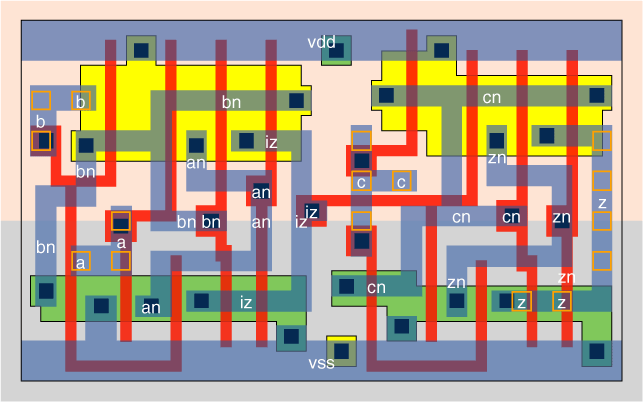 vdd
b bn cn
b
iz
an zn
bn c c
an
z
iz
bn bn an iz cn cn zn
a
bn
a
zn zn
cn
an iz z z
vss